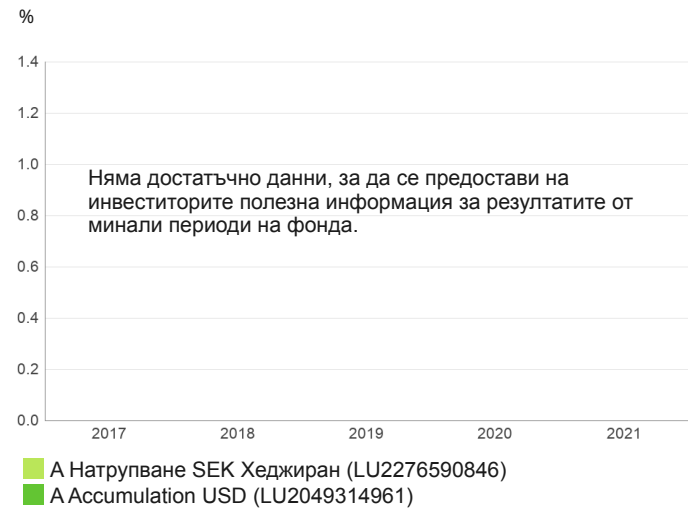 %
1.4
1.2
1.0
Няма достатъчно данни, за да се предостави на
инвеститорите полезна информация за резултатите от
0.8
минали периоди на фонда.
0.6
0.4
0.2
0.0
2017 2018 2019 2020 2021
A Натрупване SEK Хеджиран (LU2276590846)
A Accumulation USD (LU2049314961)